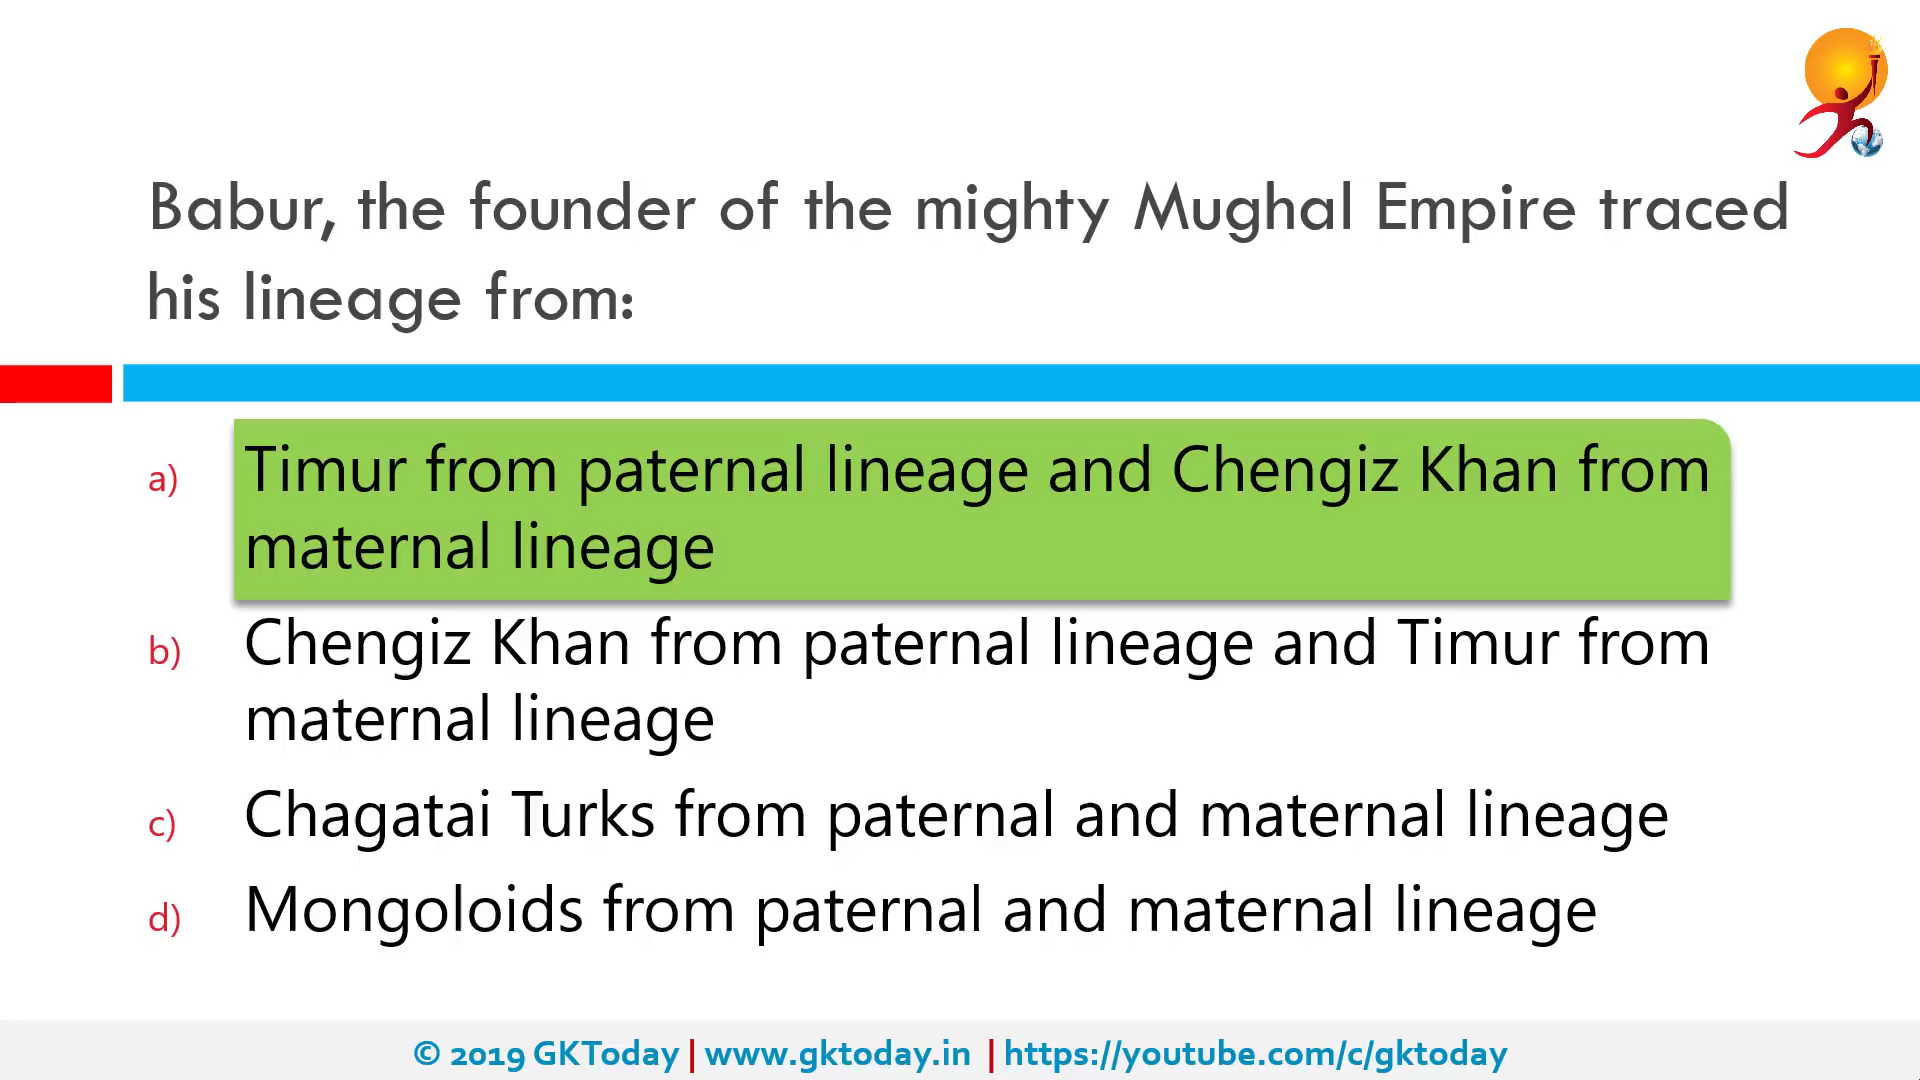 Babur, the founder of the mighty Mughal Empire traced
his lineage from:
a) Timur from paternal lineage and Chengiz Khan from
maternal lineage
b) Chengiz Khan from paternal lineage and Timur from
maternal lineage
c) Chagatai Turks from paternal and maternal lineage
d) Mongoloids from paternal and maternal lineage
© 2019 GKToday | www.gktoday.in | https://youtube.com/c/gktoday